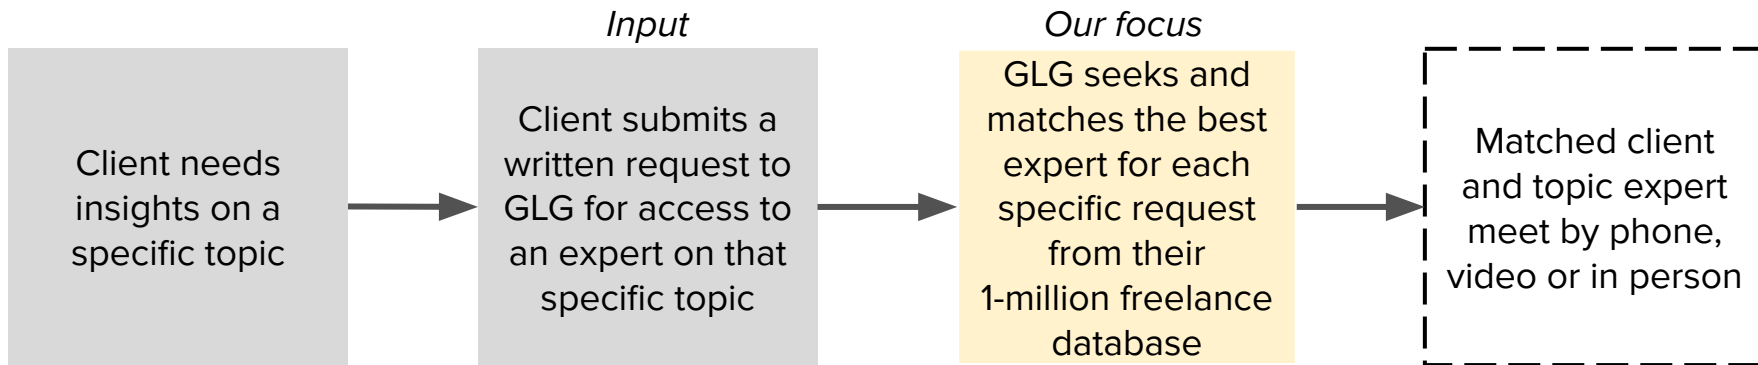 Input
Our focus
Client needs
insights on a
specific topic
Client submits a
written request to
GLG for access to
an expert on that
specific topic
GLG seeks and
matches the best
expert for each
specific request
from their
1-million freelance
database
Matched client
and topic expert
meet by phone,
video or in person